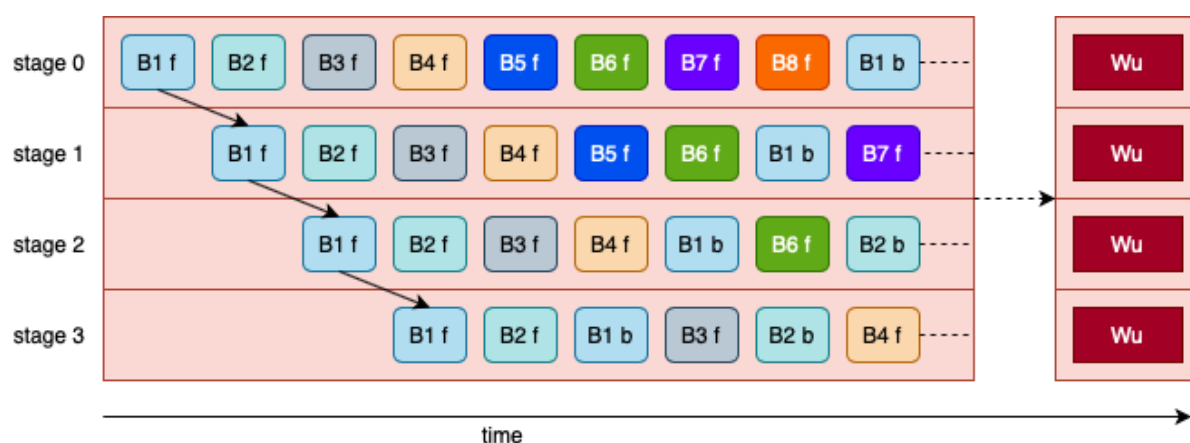 stage 0 B1 f B2 f B3 f B4 f B5 f B6 f B7 f B8 f B1 b Wu
stage 1 B1 f B2 f B3 f B4 f B5 f B6 f B1 b B7 f Wu
stage 2 B1 f B2 f B3 f B4 f B1 b B6 f B2 b Wu
stage 3 B1 f B2 f B1 b B3 f B2 b B4 f Wu
time